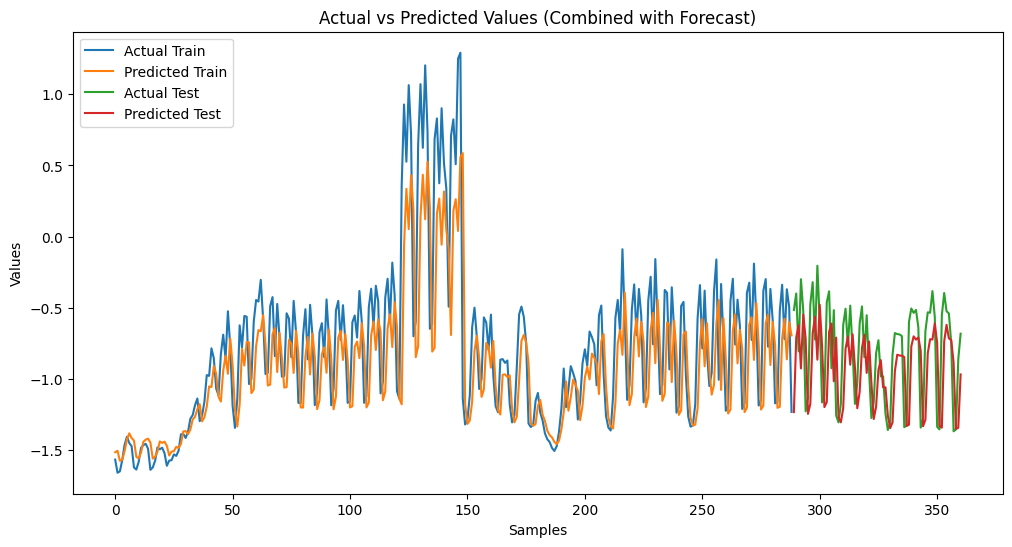 Actual vs Predicted Values (Combined with Forecast)
Actual Train
Predicted Train
Actual Test
Predicted Test
Values
1.0
0.5
0.0
−0.5
−1.0
−1.5
0 50 100 150 200 250 300 350
Samples